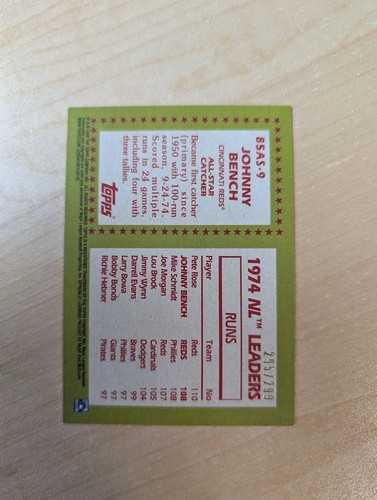 85AS-9
JOHNNY
BENCH
CINCINNATI REDS®
ALL-STAR
CATCHER
Became first catcher
(primary) since
1950 with 100-run
season, 9-24-74.
Scored multiple
runs in 24 games,
including four with
three tallies.
Topps
1974 NL™ LEADERS
RUNS
Player Team No.
Pete Rose Reds 110
JOHNNY BENCH REDS 108
Mike Schmidt Phillies 108
Joe Morgan Reds 107
Lou Brock Cardinals 105
Jimmy Wynn Dodgers 104
Darrell Evans Braves 99
Larry Bowa Phillies 97
Bobby Bonds Giants 97
Richie Hebner Pirates 97